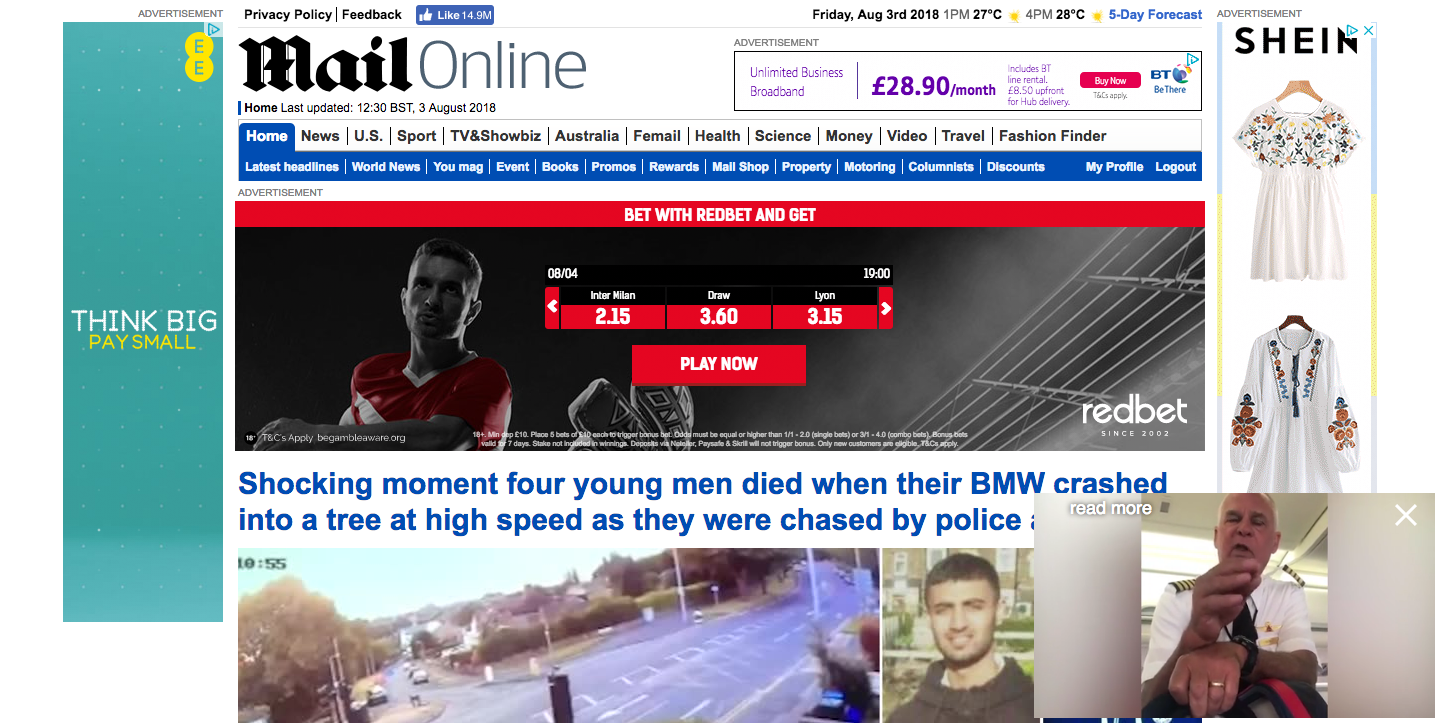 ADVERTISEMENT
Privacy Policy | Feedback
Like 14.9M
Friday, Aug 3rd 2018 1PM 27°C 4PM 28°C 5-Day Forecast
ADVERTISEMENT
EE
THINK BIG
PAY SMALL
Mail Online
Home Last updated: 12:30 BST, 3 August 2018
ADVERTISEMENT
Unlimited Business
Broadband
£28.90/month
Includes BT
line rental.
£8.50 upfront
for Hub delivery.
Buy Now
T&Cs apply.
BT
Be There
SHEIN
Home News U.S. Sport TV&Showbiz Australia Femail Health Science Money Video Travel Fashion Finder
Latest headlines World News You mag Event Books Promos Rewards Mail Shop Property Motoring Columnists Discounts My Profile Logout
ADVERTISEMENT
BET WITH REDBET AND GET
08/04 19:00
Inter Milan Draw Lyon
2.15 3.60 3.15
PLAY NOW
redbet
SINCE 2002
18+ T&C's Apply begambleaware.org
18+. Min dep £10. Place 5 bets of £10 each to trigger bonus bet. Odds must be equal or higher than 1/1 - 2.0 (single bets) or 3/1 - 4.0 (combo bets). Bonus bets
valid for 7 days. Stake not included in winnings. Deposits via Neteller, Paysafe & Skrill will not trigger bonus. Only new customers are eligible. T&Cs apply.
Shocking moment four young men died when their BMW crashed
into a tree at high speed as they were chased by police
read more
10:55